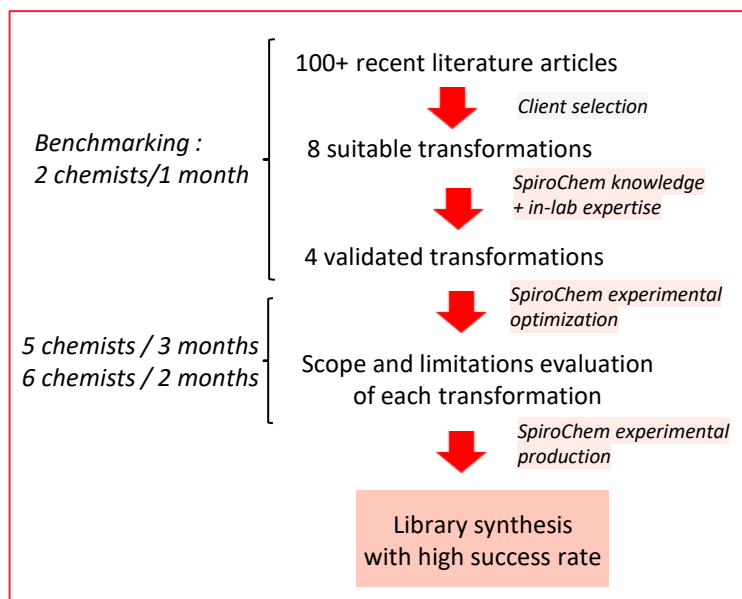 100+ recent literature articles
Client selection
Benchmarking :
2 chemists/1 month
8 suitable transformations
SpiroChem knowledge
+ in-lab expertise
4 validated transformations
SpiroChem experimental
optimization
5 chemists / 3 months
6 chemists / 2 months
Scope and limitations evaluation
of each transformation
SpiroChem experimental
production
Library synthesis
with high success rate